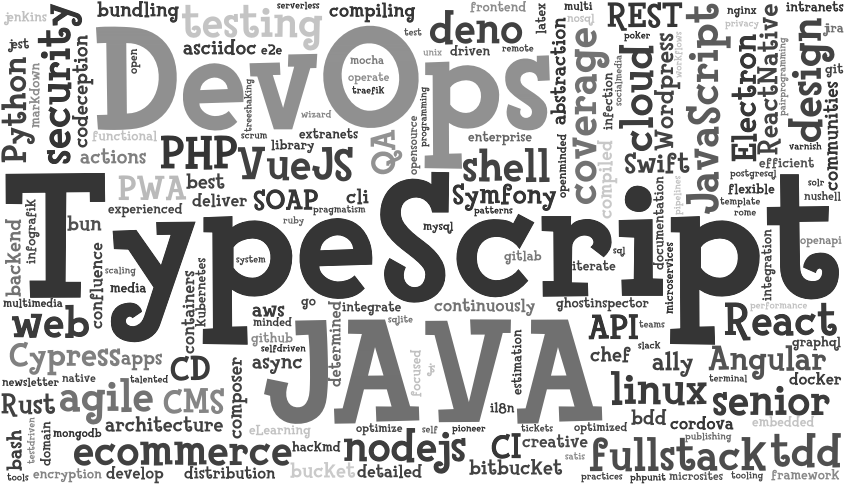 jenkins
bundling
serverless
compiling
frontend
latex
multi
nosql
REST
nginx
privacy
intranets
jira
jest
Python
markdown
security
codeception
testing
asciidoc
e2e
test
deno
unix
driven
remote
abstraction
poker
cloud
Wordpress
workflows
JavaScript
Electron
ReactNative
pairprogramming
design
git
communities
DevOps
open
treeshaking
mocha
operate
traefik
wizard
programming
opensource
coverage
infection
socialmedia
varnish
functional
actions
PHP
scrum
library
extranets
QA
enterprise
openminded
compiled
Swift
efficient
postgresql
flexible
solr
nushell
template
rome
PWA
best
deliver
VueJS
SOAP
cli
shell
Symfony
patterns
pipelines
documentation
experienced
ruby
pragmatism
mysql
TypeScript
infografik
backend
bun
confluence
scaling
media
multimedia
system
gitlab
iterate
sql
microservices
integration
openapi
containers
kubernetes
web
aws
minded
go
integrate
continuously
ghostinspector
performance
determined
sqlite
github
selfdriven
async
JAVA
API
teams
slack
React
graphql
Cypress
apps
CD
focused
estimation
chef
a11y
Angular
newsletter
native
talented
composer
linux
terminal
docker
Rust
agile
CMS
i18n
senior
architecture
eLearning
optimize
self
pioneer
tickets
optimized
bdd
cordova
embedded
publishing
bash
testdriven
domain
mongodb
ecommerce
hackmd
nodejs
CI
creative
satis
fullstack
tdd
tools
encryption
develop
distribution
bucket
detailed
bitbucket
practices
phpunit
microsites
tooling
framework